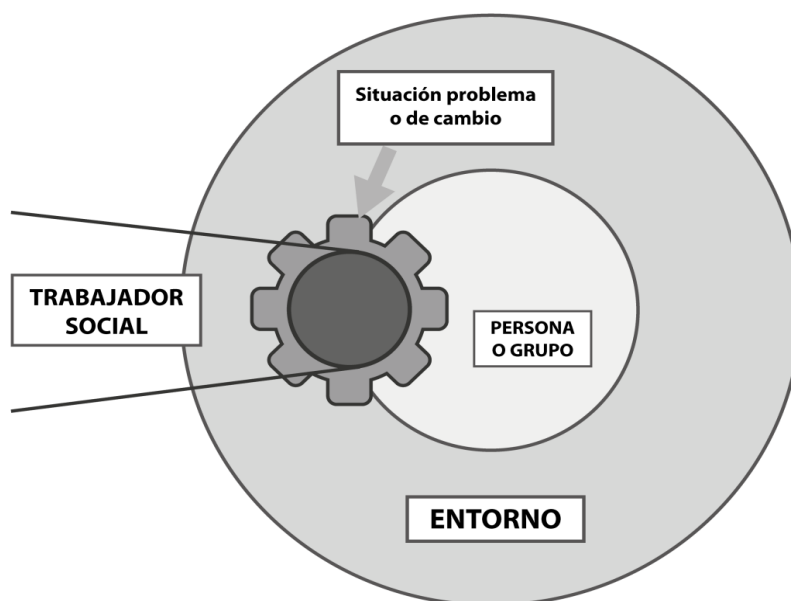 Situación problema
o de cambio
TRABAJADOR
SOCIAL
PERSONA
O GRUPO
ENTORNO